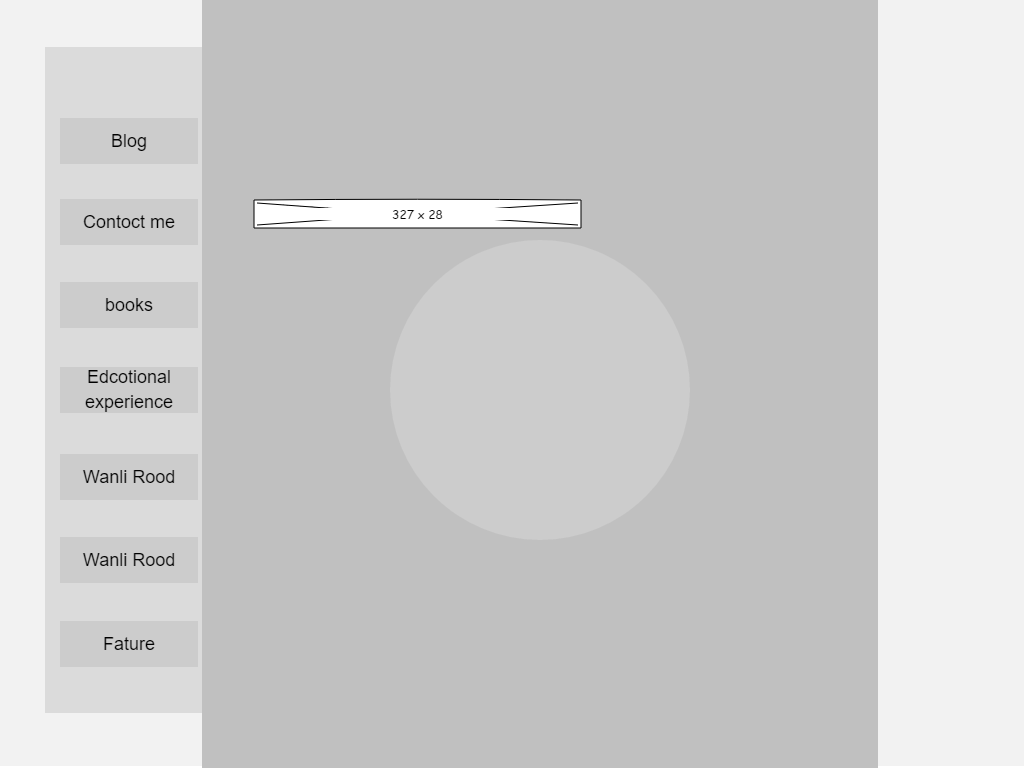 Blog
Contoct me
327 x 28
books
Edcotional
experience
Wanli Rood
Wanli Rood
Fature